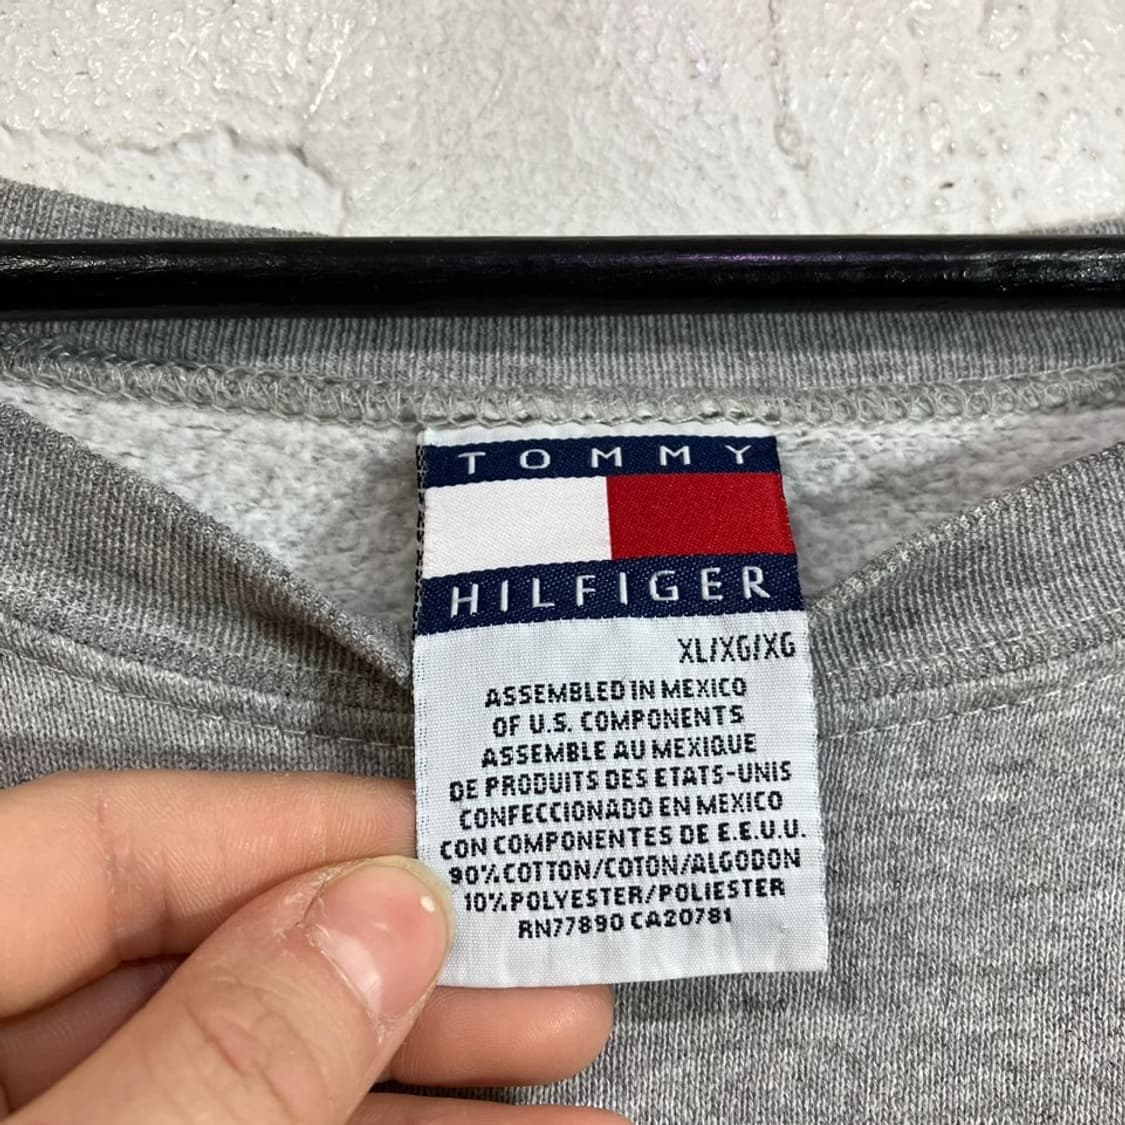 TOMMY
HILFIGER
XL/XG/XG
ASSEMBLED IN MEXICO
OF U.S. COMPONENTS
ASSEMBLE AU MEXIQUE
DE PRODUITS DES ETATS-UNIS
CONFECCIONADO EN MEXICO
CON COMPONENTES DE E.E.U.U.
90% COTTON/COTON/ALGODON
10% POLYESTER/POLIESTER
RN77890 CA20781